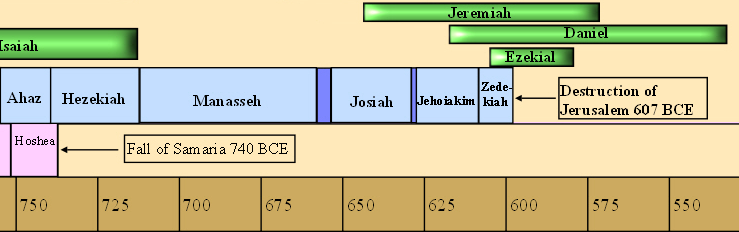 Jeremiah
Daniel
Isaiah
Ezekial
Ahaz
Hezekiah
Manasseh
Josiah
Jehoiakim
Zede-
kiah
Destruction of
Jerusalem 607 BCE
Hoshea
Fall of Samaria 740 BCE
750 725 700 675 650 625 600 575 550